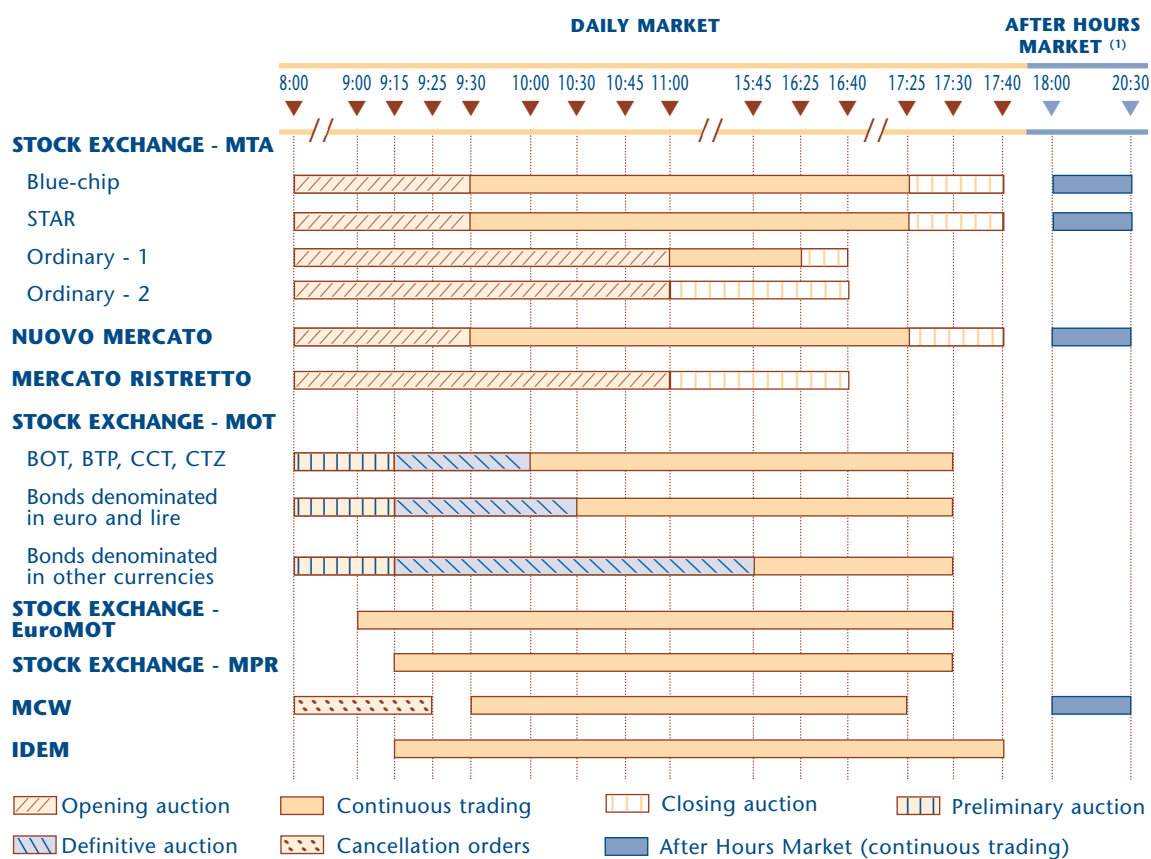 DAILY MARKET
AFTER HOURS
MARKET (1)
8:00 9:00 9:15 9:25 9:30 10:00 10:30 10:45 11:00 15:45 16:25 16:40 17:25 17:30 17:40 18:00 20:30
STOCK EXCHANGE - MTA
Blue-chip
STAR
Ordinary - 1
Ordinary - 2
NUOVO MERCATO
MERCATO RISTRETTO
STOCK EXCHANGE - MOT
BOT, BTP, CCT, CTZ
Bonds denominated
in euro and lire
Bonds denominated
in other currencies
STOCK EXCHANGE -
EuroMOT
STOCK EXCHANGE - MPR
MCW
IDEM
Opening auction Continuous trading Closing auction Preliminary auction
Definitive auction Cancellation orders After Hours Market (continuous trading)